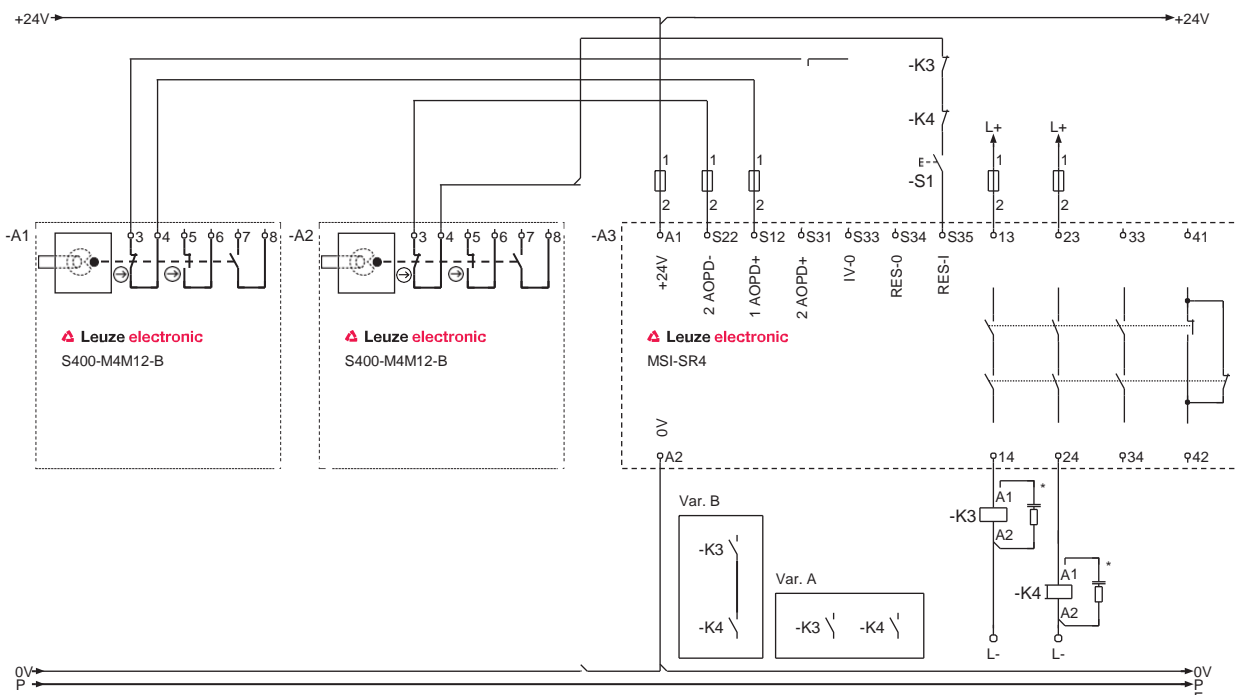 +24V
+24V
-K3
-K4
L+
L+
E
-S1
1
1
1
1
1
2
2
2
2
2
-A1
3
4
5
6
7
8
-A2
3
4
5
6
7
8
-A3
A1
S22
S12
S31
S33
S34
S35
13
23
33
41
+24V
2 AOPD-
1 AOPD+
2 AOPD+
IV-0
RES-0
RES-I
Leuze electronic
S400-M4M12-B
Leuze electronic
S400-M4M12-B
Leuze electronic
MSI-SR4
0V
A2
14
24
34
42
Var. B
-K3
-K4
Var. A
-K3
-K4
A1
*
-K3
A2
A1
*
-K4
A2
L-
L-
0V
P
0V
P